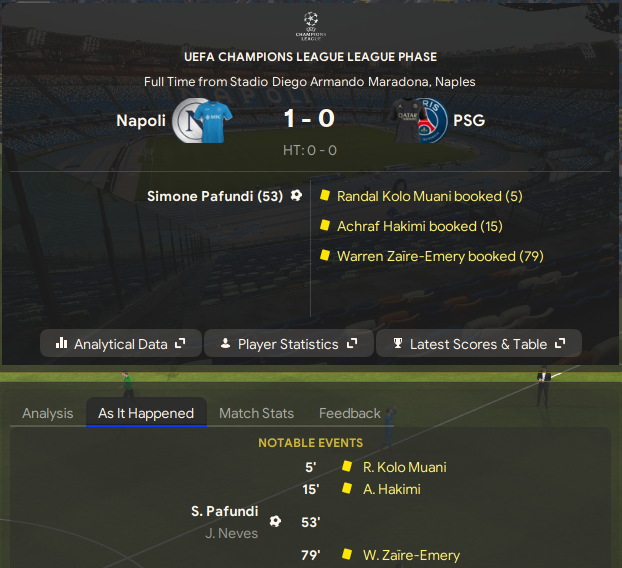 CHAMPIONS
LEAGUE
UEFA CHAMPIONS LEAGUE LEAGUE PHASE
Full Time from Stadio Diego Armando Maradona, Naples
Napoli N MSC 1 - 0 QATAR PARIS PSG
HT: 0 - 0
Simone Pafundi (53) Randal Kolo Muani booked (5)
Achraf Hakimi booked (15)
Warren Zaïre-Emery booked (79)
Analytical Data Player Statistics Latest Scores & Table
Analysis As It Happened Match Stats Feedback
NOTABLE EVENTS
5' R. Kolo Muani
15' A. Hakimi
S. Pafundi 53'
J. Neves
79' W. Zaïre-Emery